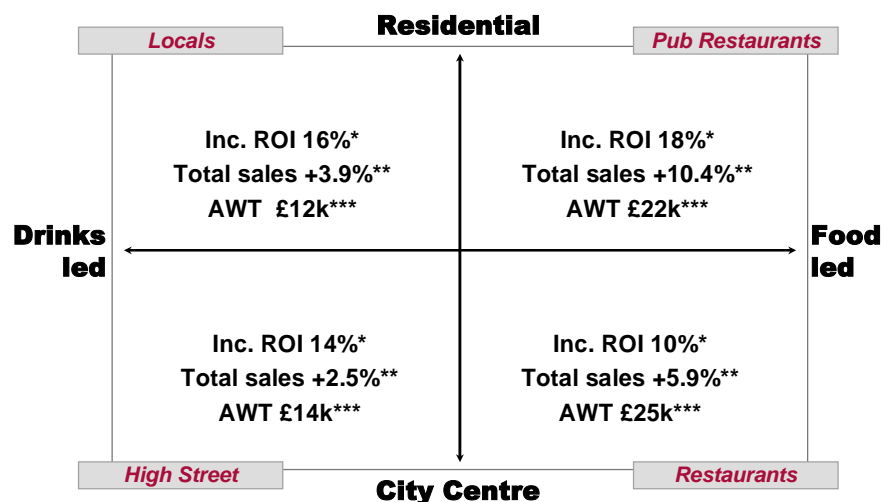 Residential
Locals
Pub Restaurants
Inc. ROI 16%*
Total sales +3.9%**
AWT £12k***
Inc. ROI 18%*
Total sales +10.4%**
AWT £22k***
Drinks
led
Food
led
Inc. ROI 14%*
Total sales +2.5%**
AWT £14k***
Inc. ROI 10%*
Total sales +5.9%**
AWT £25k***
High Street
Restaurants
City Centre